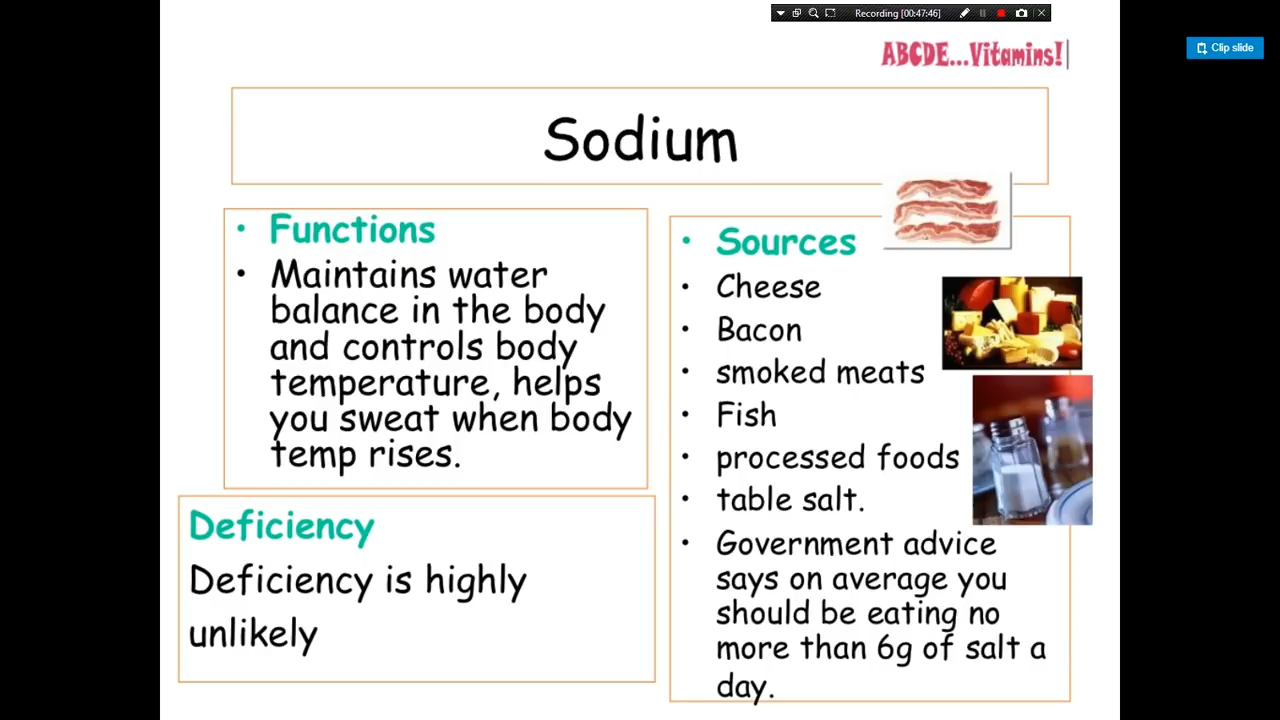 Recording [00:47:46]
ABCDE...Vitamins!
Clip slide
Sodium
• Functions
• Maintains water
balance in the body
and controls body
temperature, helps
you sweat when body
temp rises.
Deficiency
Deficiency is highly
unlikely
• Sources
• Cheese
• Bacon
• smoked meats
• Fish
• processed foods
• table salt.
• Government advice
says on average you
should be eating no
more than 6g of salt a
day.